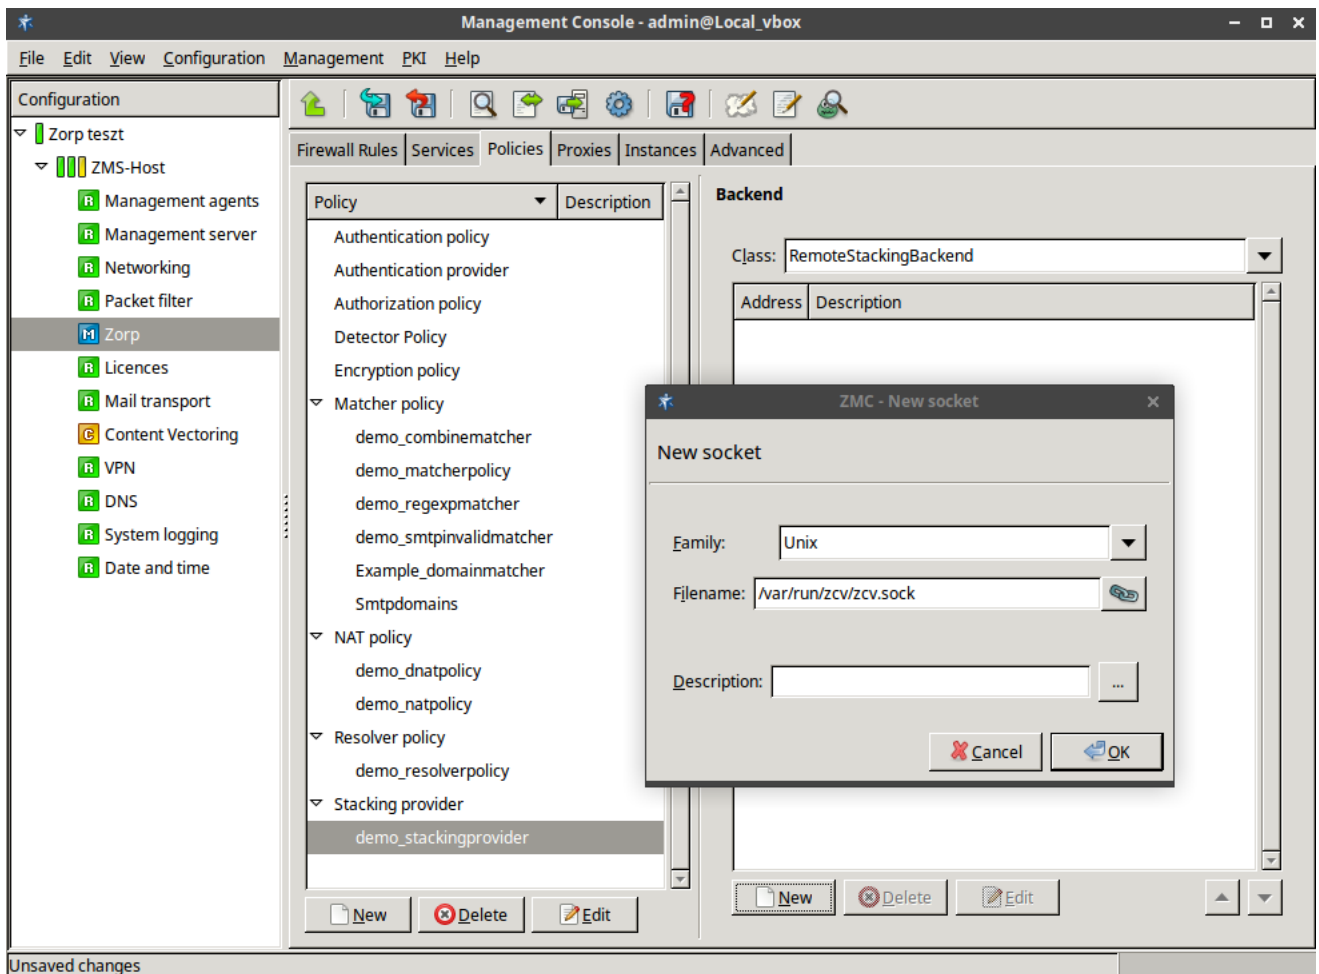 Management Console - admin@Local_vbox
File Edit View Configuration Management PKI Help
Configuration
Zorp teszt
ZMS-Host
R Management agents
R Management server
R Networking
R Packet filter
M Zorp
R Licences
R Mail transport
C Content Vectoring
R VPN
R DNS
R System logging
R Date and time
Firewall Rules Services Policies Proxies Instances Advanced
Policy Description
Authentication policy
Authentication provider
Authorization policy
Detector Policy
Encryption policy
Matcher policy
demo_combinematcher
demo_matcherpolicy
demo_regexpmatcher
demo_smtpinvalidmatcher
Example_domainmatcher
Smtpdomains
NAT policy
demo_dnatpolicy
demo_natpolicy
Resolver policy
demo_resolverpolicy
Stacking provider
demo_stackingprovider
New Delete Edit
Backend
Class: RemoteStackingBackend
Address Description
ZMC - New socket
New socket
Family: Unix
Filename: /var/run/zcv/zcv.sock
Description: ...
Cancel OK
New Delete Edit
Unsaved changes